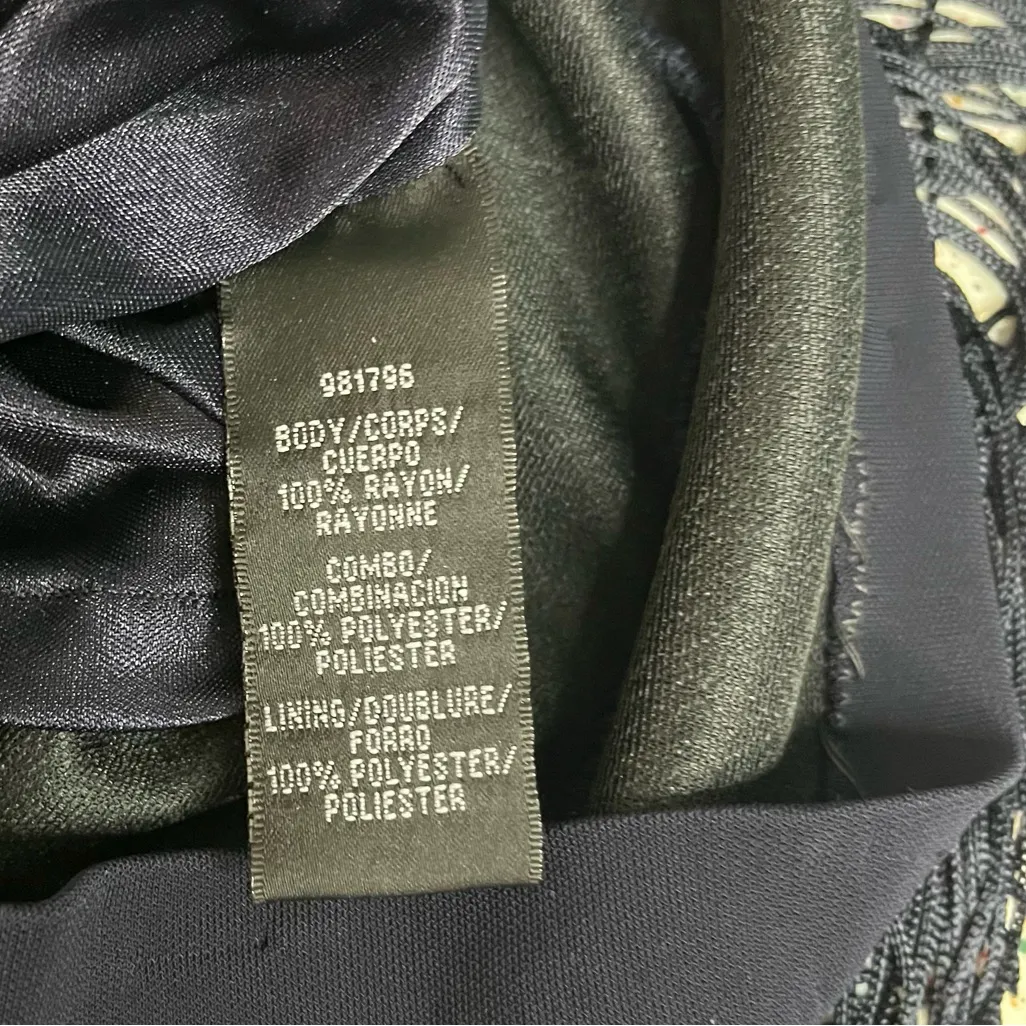 981796
BODY/CORPS/
CUERPO
100% RAYON/
RAYONNE
COMBO/
COMBINACION
100% POLYESTER/
POLIESTER
LINING/DOUBLURE/
FORRO
100% POLYESTER/
POLIESTER